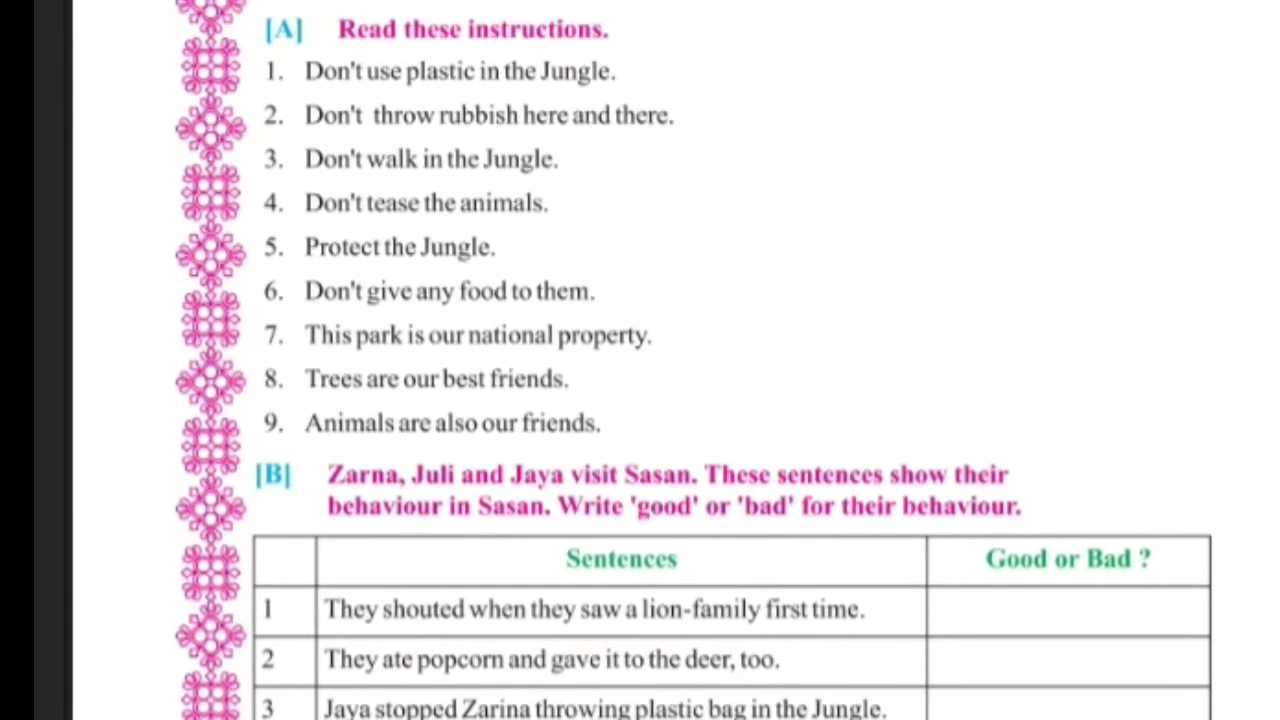 [A] Read these instructions.
1. Don't use plastic in the Jungle.
2. Don't throw rubbish here and there.
3. Don't walk in the Jungle.
4. Don't tease the animals.
5. Protect the Jungle.
6. Don't give any food to them.
7. This park is our national property.
8. Trees are our best friends.
9. Animals are also our friends.
[B] Zarna, Juli and Jaya visit Sasan. These sentences show their
behaviour in Sasan. Write 'good' or 'bad' for their behaviour.
Sentences Good or Bad ?
1 They shouted when they saw a lion-family first time.
2 They ate popcorn and gave it to the deer, too.
3 Jaya stopped Zarina throwing plastic bag in the Jungle.